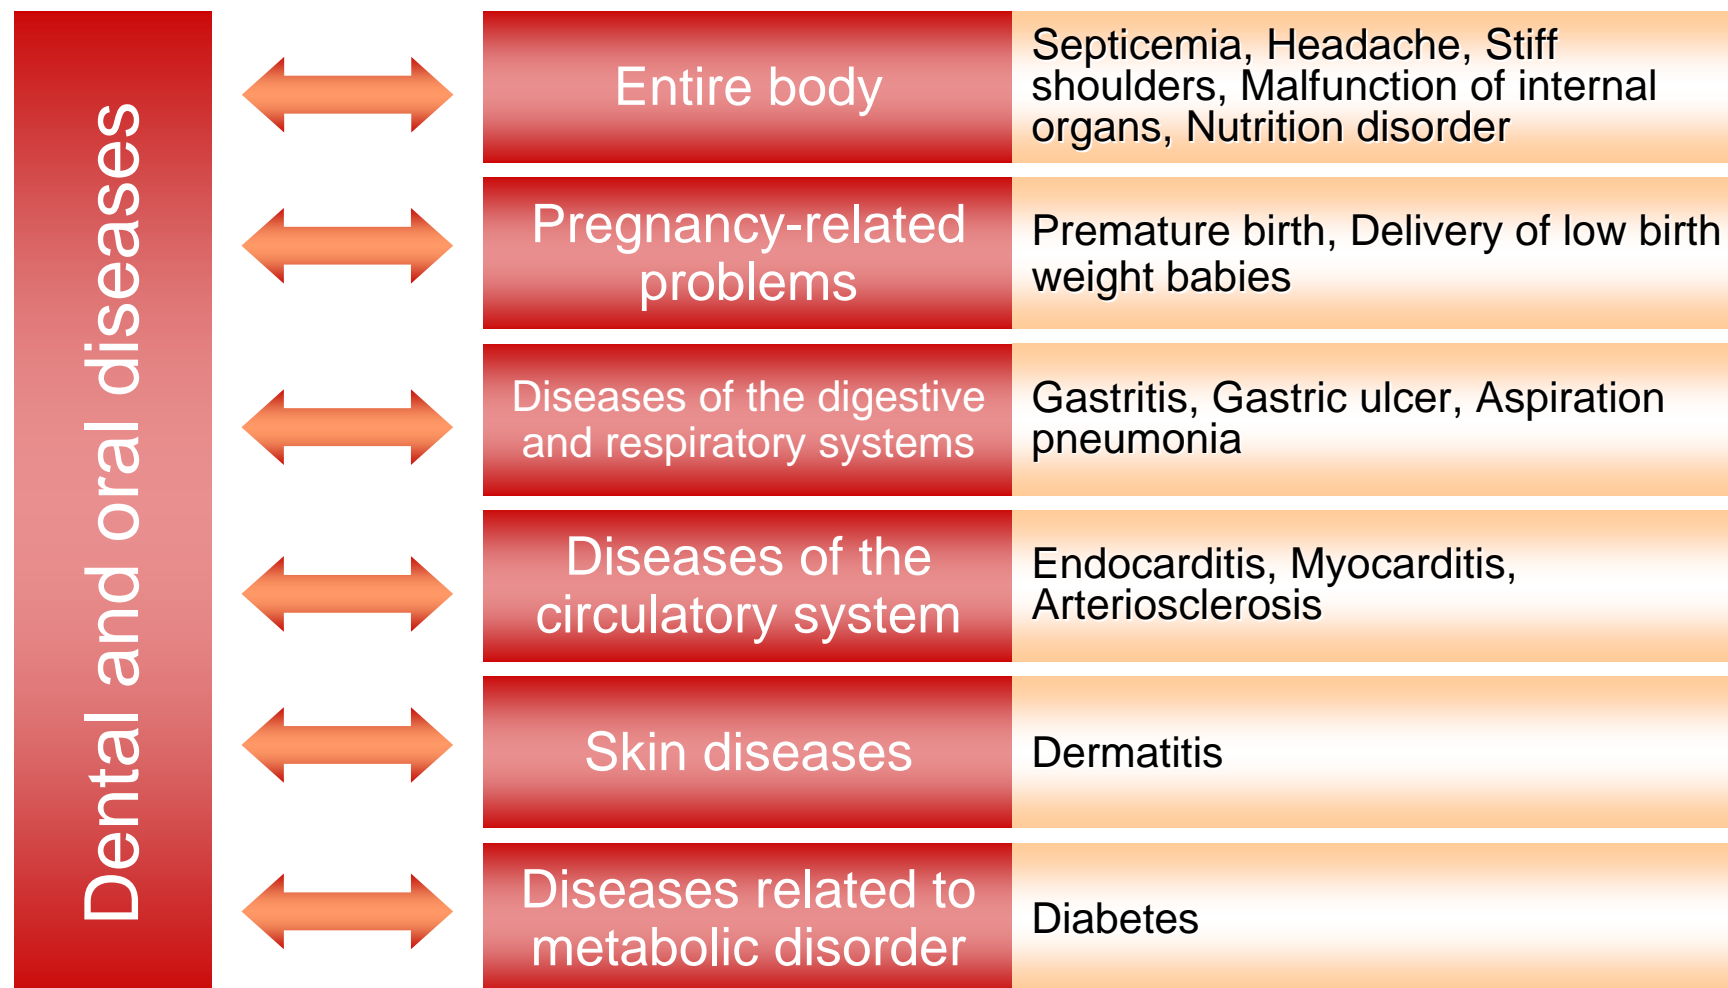 Dental and oral diseases
Entire body
Septicemia, Headache, Stiff
shoulders, Malfunction of internal
organs, Nutrition disorder
Pregnancy-related
problems
Premature birth, Delivery of low birth
weight babies
Diseases of the digestive
and respiratory systems
Gastritis, Gastric ulcer, Aspiration
pneumonia
Diseases of the
circulatory system
Endocarditis, Myocarditis,
Arteriosclerosis
Skin diseases
Dermatitis
Diseases related to
metabolic disorder
Diabetes